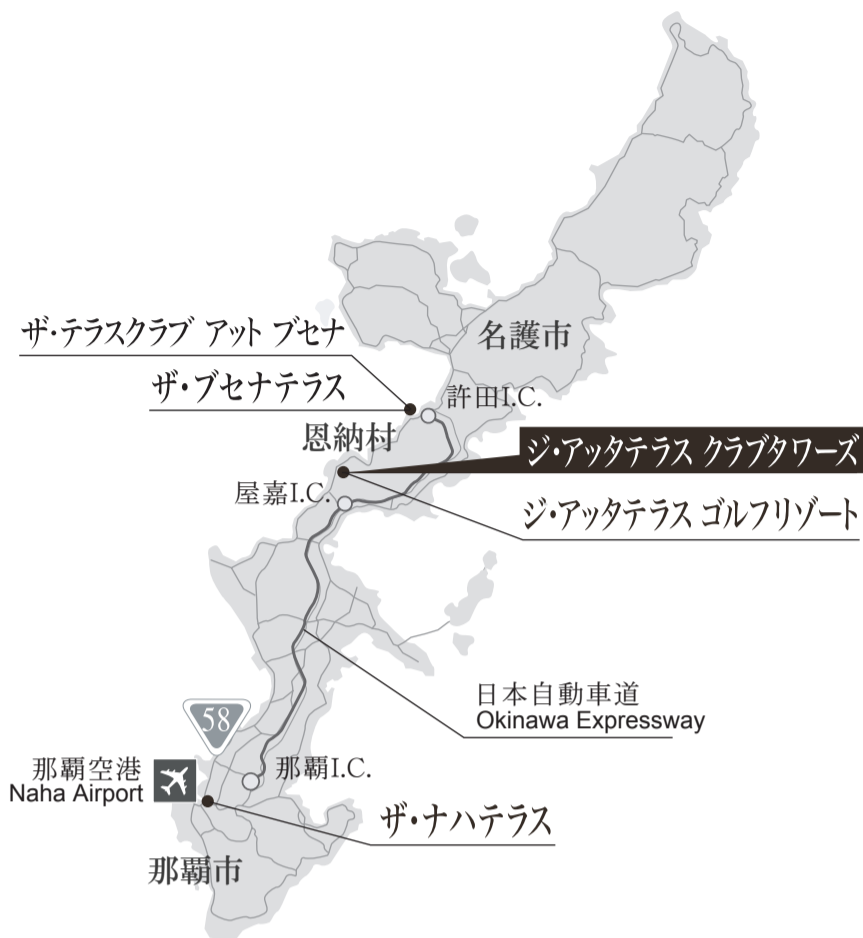 名護市
ザ・テラスクラブ アット ブセナ
ザ・ブセナテラス
許田I.C.
恩納村
ジ・アッタテラス クラブタワーズ
屋嘉I.C.
ジ・アッタテラス ゴルフリゾート
日本自動車道
Okinawa Expressway
58
那覇空港
Naha Airport
那覇I.C.
ザ・ナハテラス
那覇市